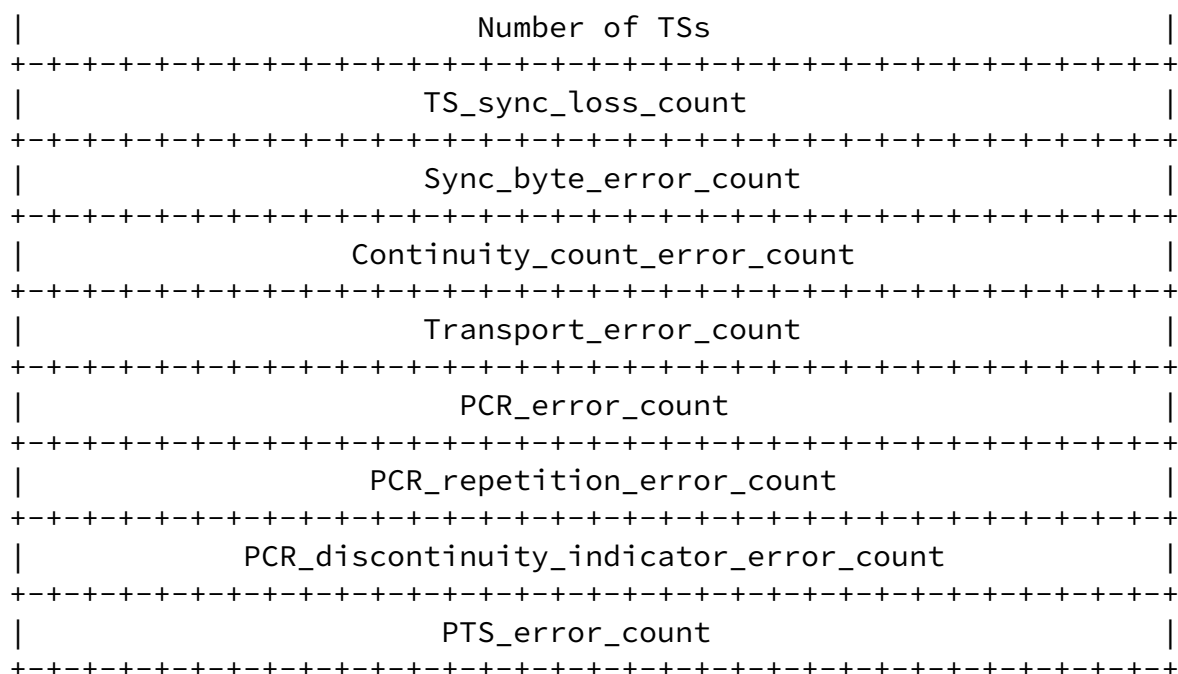 | Number of TSs |
+-+-+-+-+-+-+-+-+-+-+-+-+-+-+-+-+-+-+-+-+-+-+-+-+-+-+-+-+-+-+-+-+
| TS_sync_loss_count |
+-+-+-+-+-+-+-+-+-+-+-+-+-+-+-+-+-+-+-+-+-+-+-+-+-+-+-+-+-+-+-+-+
| Sync_byte_error_count |
+-+-+-+-+-+-+-+-+-+-+-+-+-+-+-+-+-+-+-+-+-+-+-+-+-+-+-+-+-+-+-+-+
| Continuity_count_error_count |
+-+-+-+-+-+-+-+-+-+-+-+-+-+-+-+-+-+-+-+-+-+-+-+-+-+-+-+-+-+-+-+-+
| Transport_error_count |
+-+-+-+-+-+-+-+-+-+-+-+-+-+-+-+-+-+-+-+-+-+-+-+-+-+-+-+-+-+-+-+-+
| PCR_error_count |
+-+-+-+-+-+-+-+-+-+-+-+-+-+-+-+-+-+-+-+-+-+-+-+-+-+-+-+-+-+-+-+-+
| PCR_repetition_error_count |
+-+-+-+-+-+-+-+-+-+-+-+-+-+-+-+-+-+-+-+-+-+-+-+-+-+-+-+-+-+-+-+-+
| PCR_discontinuity_indicator_error_count |
+-+-+-+-+-+-+-+-+-+-+-+-+-+-+-+-+-+-+-+-+-+-+-+-+-+-+-+-+-+-+-+-+
| PTS_error_count |
+-+-+-+-+-+-+-+-+-+-+-+-+-+-+-+-+-+-+-+-+-+-+-+-+-+-+-+-+-+-+-+-+